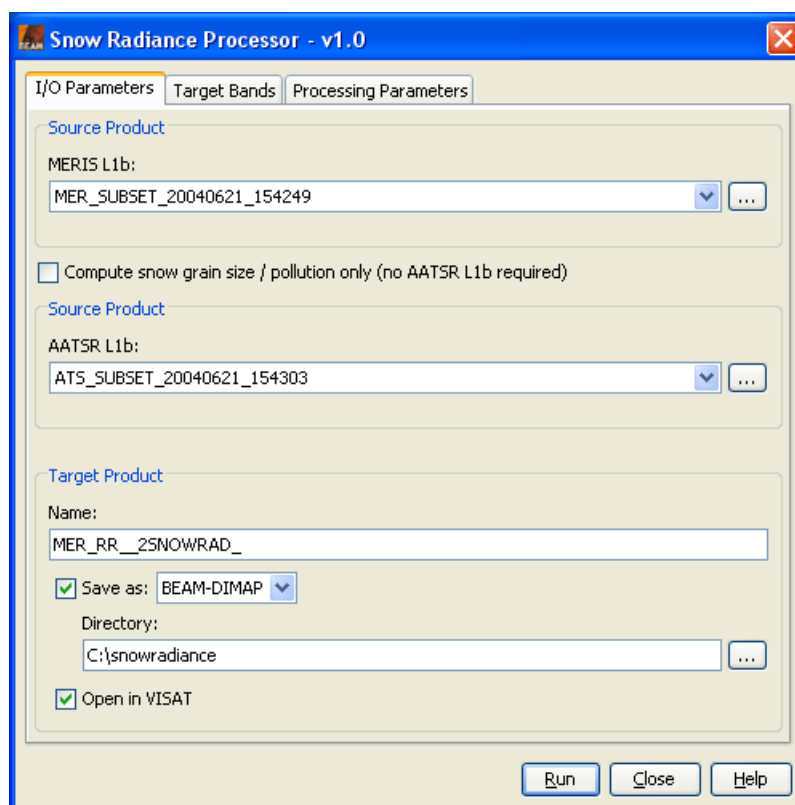 BEAM
Snow Radiance Processor - v1.0
I/O Parameters Target Bands Processing Parameters
Source Product
MERIS L1b:
MER_SUBSET_20040621_154249
...
Compute snow grain size / pollution only (no AATSR L1b required)
Source Product
AATSR L1b:
ATS_SUBSET_20040621_154303
...
Target Product
Name:
MER_RR__2SNOWRAD_
Save as: BEAM-DIMAP
Directory:
C:\snowradiance
...
Open in VISAT
Run Close Help